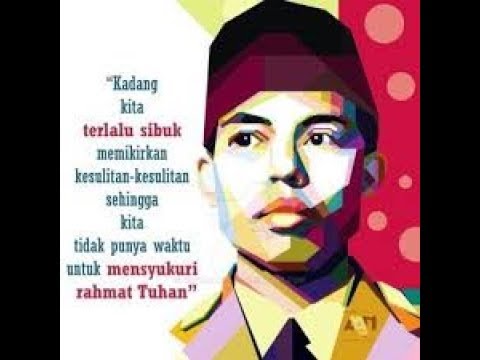 “Kadang
kita
terlalu sibuk
memikirkan
kesulitan-kesulitan
sehingga
kita
tidak punya waktu
untuk mensyukuri
rahmat Tuhan”